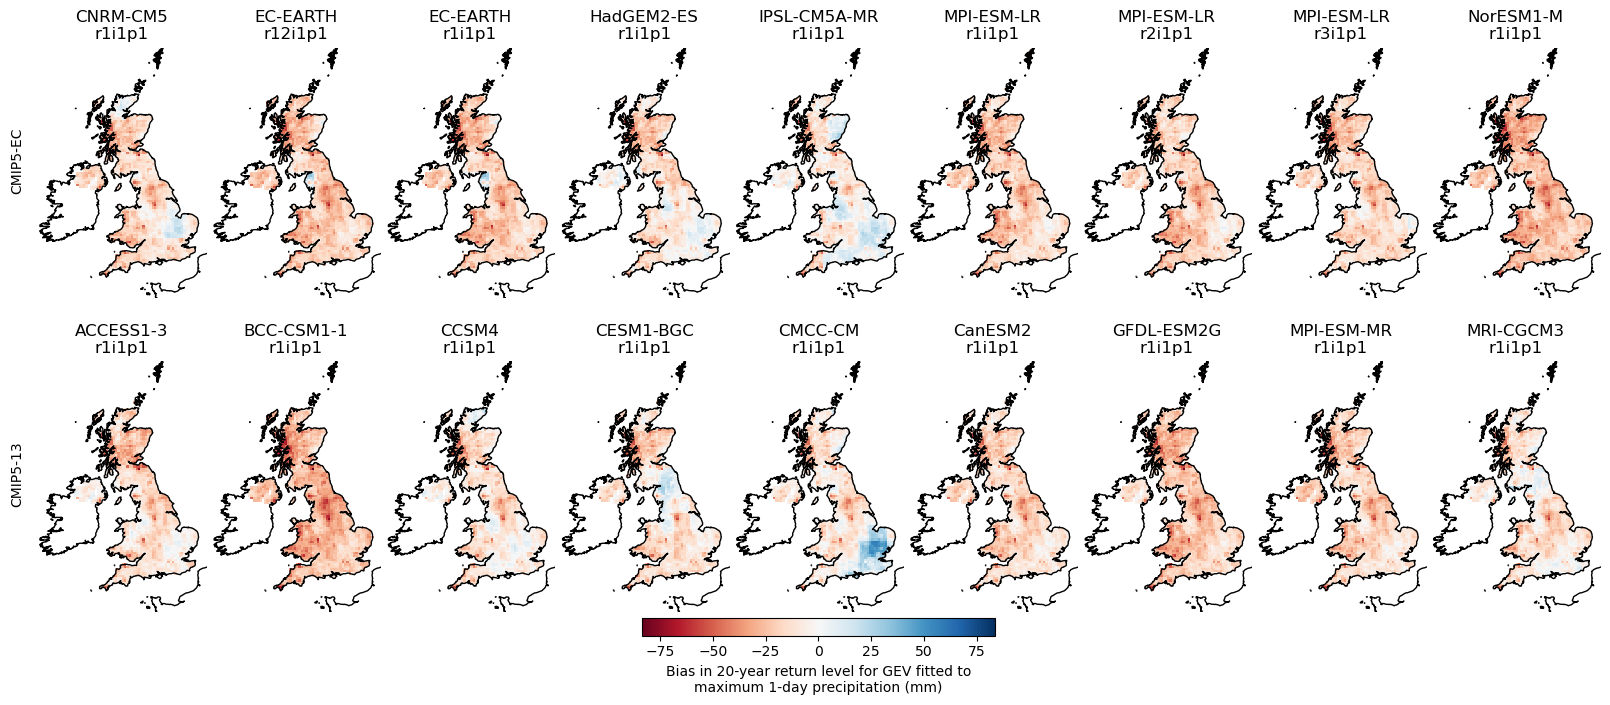 CNRM-CM5
r1i1p1
EC-EARTH
r12i1p1
EC-EARTH
r1i1p1
HadGEM2-ES
r1i1p1
IPSL-CM5A-MR
r1i1p1
MPI-ESM-LR
r1i1p1
MPI-ESM-LR
r2i1p1
MPI-ESM-LR
r3i1p1
NorESM1-M
r1i1p1
CMIP5-EC
ACCESS1-3
r1i1p1
BCC-CSM1-1
r1i1p1
CCSM4
r1i1p1
CESM1-BGC
r1i1p1
CMCC-CM
r1i1p1
CanESM2
r1i1p1
GFDL-ESM2G
r1i1p1
MPI-ESM-MR
r1i1p1
MRI-CGCM3
r1i1p1
CMIP5-13
−75 −50 −25 0 25 50 75
Bias in 20-year return level for GEV fitted to
maximum 1-day precipitation (mm)